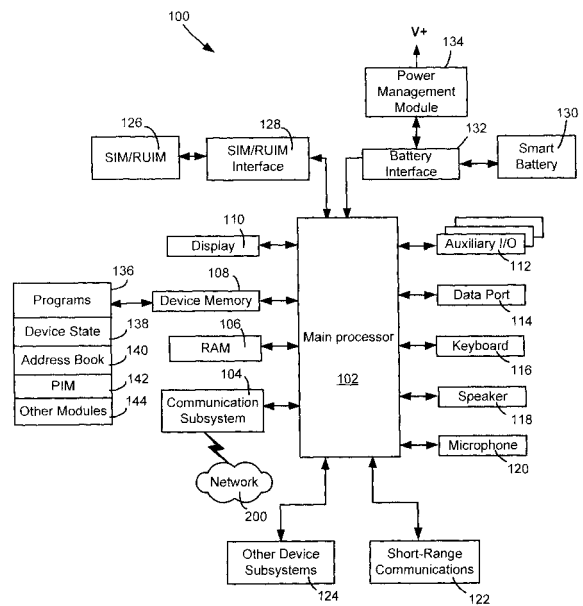 100
V+
134
Power
Management
Module
126
SIM/RUIM
128
SIM/RUIM
Interface
132
Battery
Interface
130
Smart
Battery
110
Display
Auxiliary I/O
112
136
Programs
108
Device Memory
Data Port
114
Device State
138
106
RAM
Main processor
102
Keyboard
116
Address Book
140
PIM
142
104
Communication
Subsystem
Speaker
118
Other Modules
144
Microphone
120
Network
200
Other Device
Subsystems
124
Short-Range
Communications
122